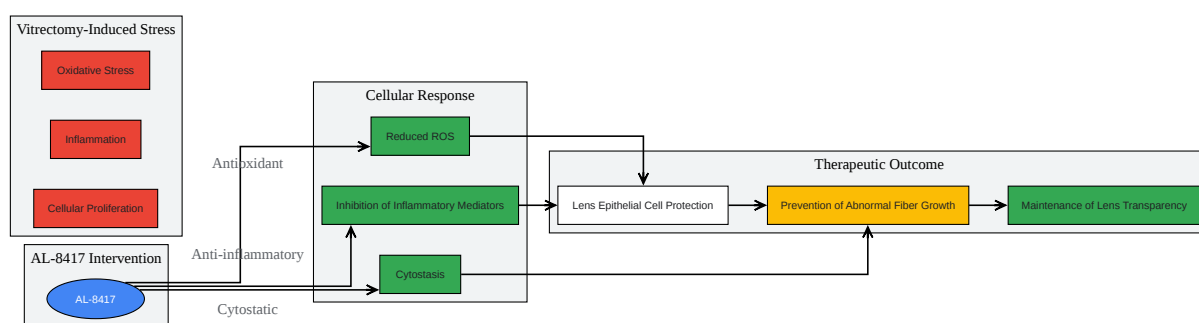 Vitrectomy-Induced Stress
Oxidative Stress
Inflammation
Cellular Proliferation
AL-8417 Intervention
AL-8417
Antioxidant
Anti-inflammatory
Cytostatic
Cellular Response
Reduced ROS
Inhibition of Inflammatory Mediators
Cytostasis
Therapeutic Outcome
Lens Epithelial Cell Protection
Prevention of Abnormal Fiber Growth
Maintenance of Lens Transparency